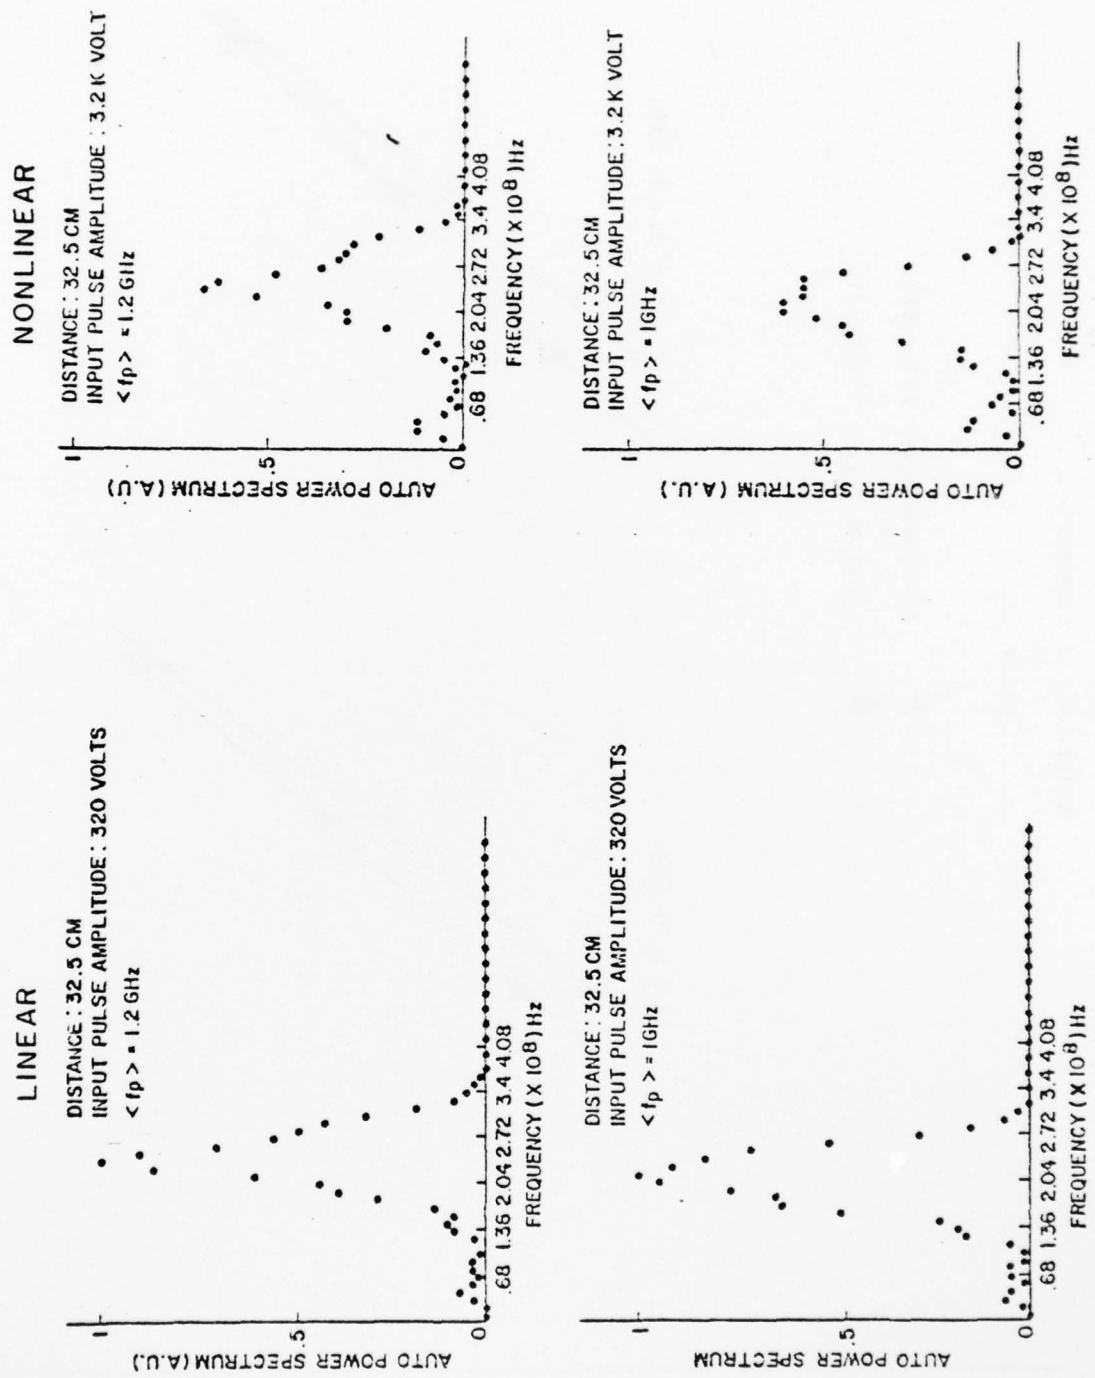 LINEAR
DISTANCE: 32.5 CM
INPUT PULSE AMPLITUDE: 320 VOLTS
<fp> = 1.2 GHz
AUTO POWER SPECTRUM (A.U.)
1
.5
0
.68 1.36 2.04 2.72 3.4 4.08
FREQUENCY (X 10⁸) Hz
DISTANCE: 32.5 CM
INPUT PULSE AMPLITUDE: 320 VOLTS
<fp> = 1GHz
AUTO POWER SPECTRUM
1
.5
0
.68 1.36 2.04 2.72 3.4 4.08
FREQUENCY (X 10⁸) Hz
NONLINEAR
DISTANCE: 32.5 CM
INPUT PULSE AMPLITUDE: 3.2 K VOLT
<fp> = 1.2 GHz
AUTO POWER SPECTRUM (A.U)
1
.5
0
.68 1.36 2.04 2.72 3.4 4.08
FREQUENCY (X 10⁸) Hz
DISTANCE: 32.5 CM
INPUT PULSE AMPLITUDE: 3.2 K VOLT
<fp> = 1GHz
AUTO POWER SPECTRUM (A.U.)
1
.5
0
.68 1.36 2.04 272 3.4 4.08
FREQUENCY (X 10⁸) Hz